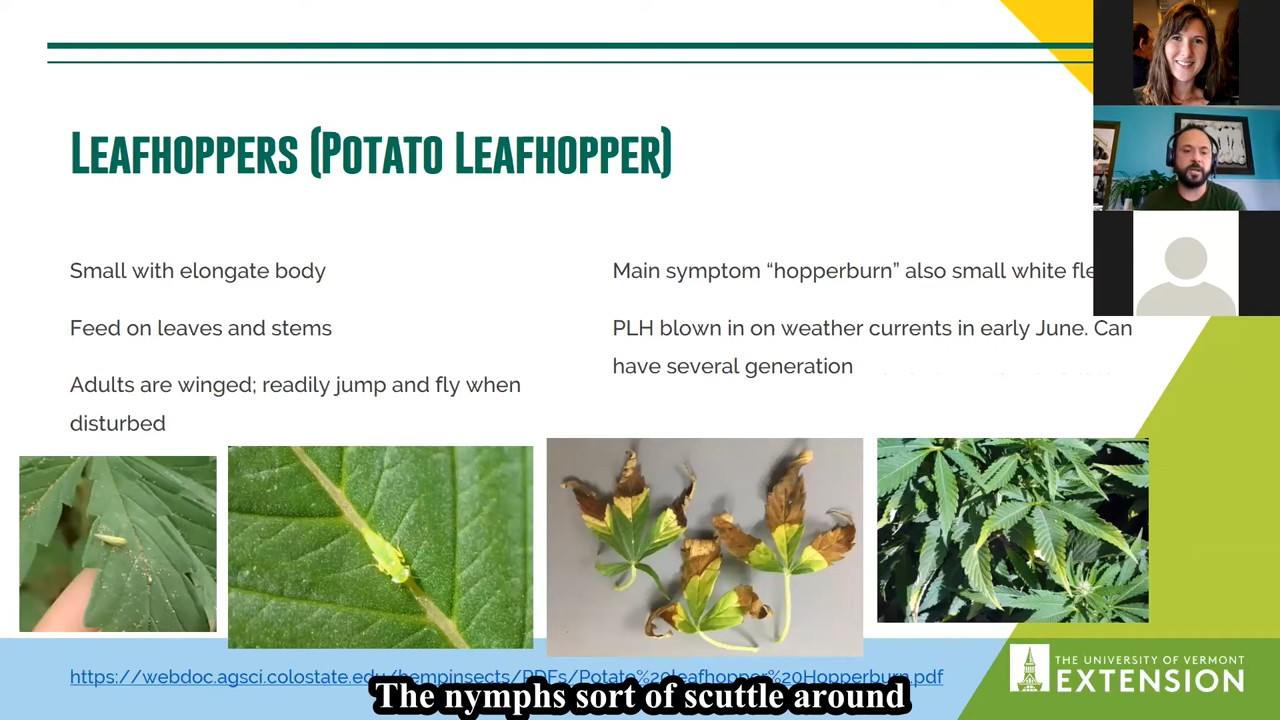 Leafhoppers (Potato Leafhopper)
Small with elongate body
Feed on leaves and stems
Adults are winged; readily jump and fly when
disturbed
Main symptom “hopperburn” also small white
PLH blown in on weather currents in early June. Can
have several generation
https://webdoc.agsci.colostate.edu/hempinsects/PDFs/Potato%20leafhopper%20Hopperburn.pdf
The nymphs sort of scuttle around
THE UNIVERSITY OF VERMONT
EXTENSION